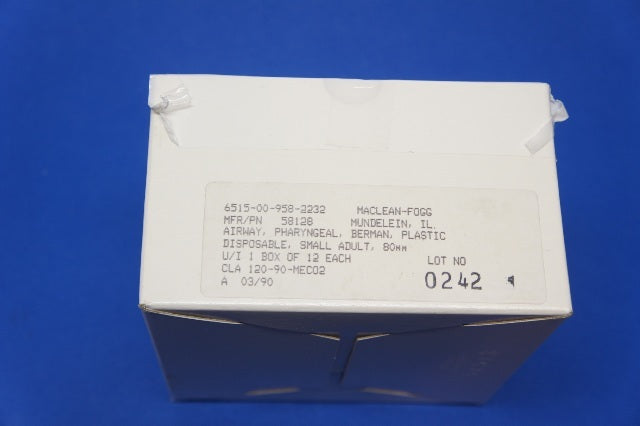 6515-00-958-2232 MACLEAN-FOGG
MFR/PN 58128 MUNDELEIN, IL.
AIRWAY, PHARYNGEAL, BERMAN, PLASTIC
DISPOSABLE, SMALL ADULT, 80MM
U/I 1 BOX OF 12 EACH LOT NO
CLA 120-90-MEC02 0242
A 03/90